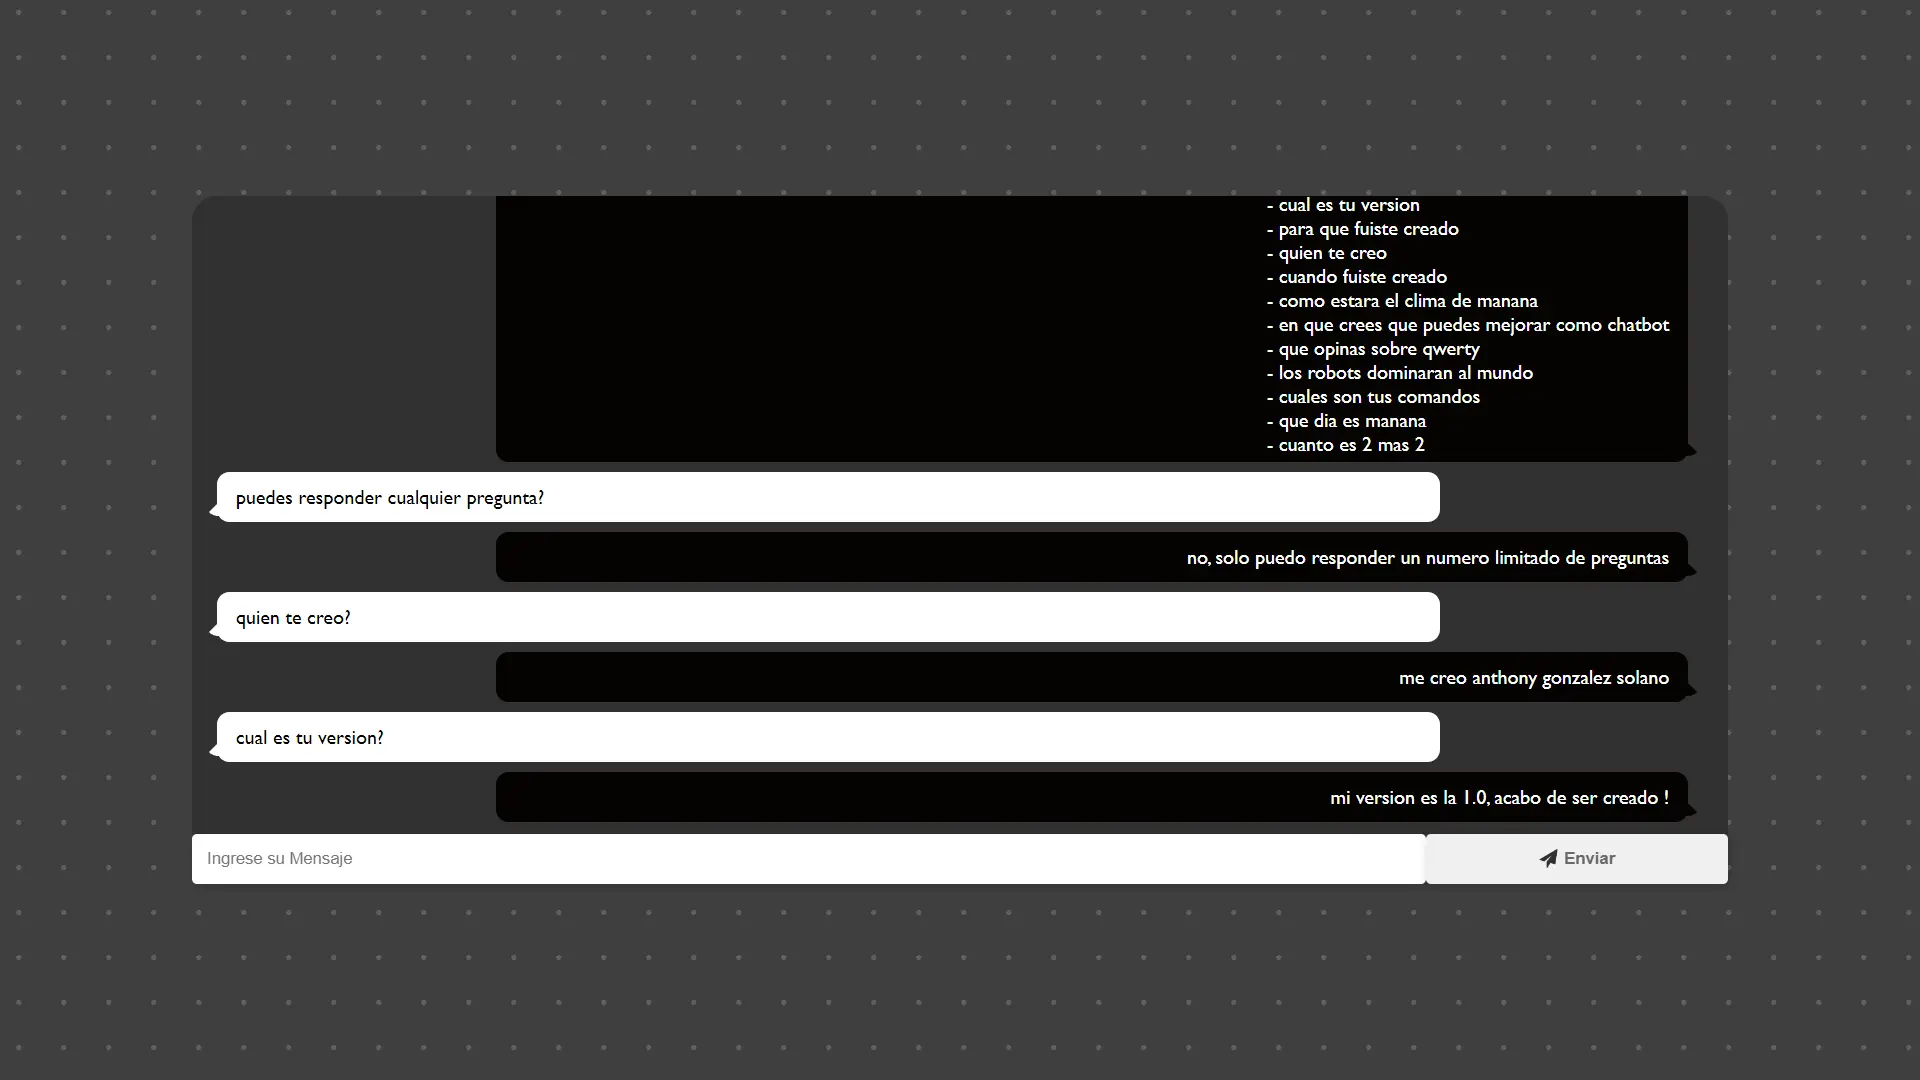 - cual es tu version
- para que fuiste creado
- quien te creo
- cuando fuiste creado
- como estara el clima de manana
- en que crees que puedes mejorar como chatbot
- que opinas sobre qwerty
- los robots dominaran al mundo
- cuales son tus comandos
- que dia es manana
- cuanto es 2 mas 2
puedes responder cualquier pregunta?
no, solo puedo responder un numero limitado de preguntas
quien te creo?
me creo anthony gonzalez solano
cual es tu version?
mi version es la 1.0, acabo de ser creado !
Ingrese su Mensaje
Enviar